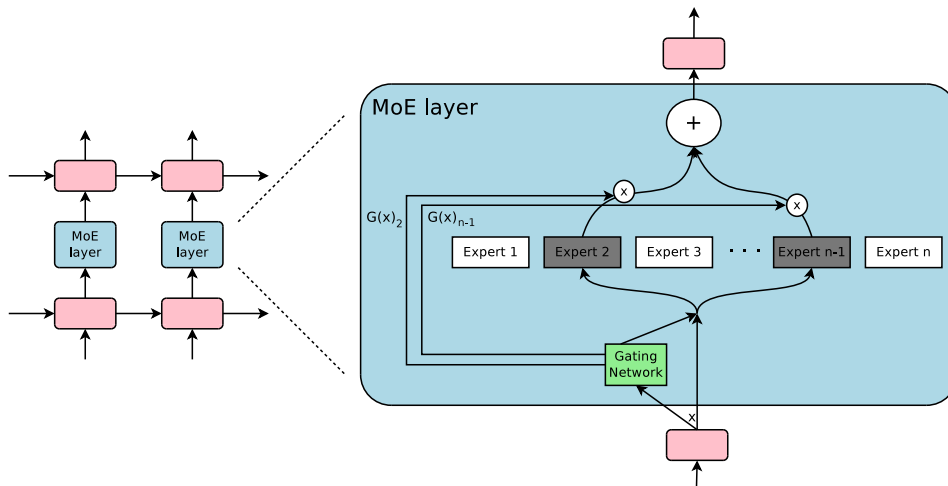 MoE layer
+
x
x
G(x)2
G(x)n-1
MoE
layer
MoE
layer
Expert 1
Expert 2
Expert 3
. . .
Expert n-1
Expert n
Gating
Network
x